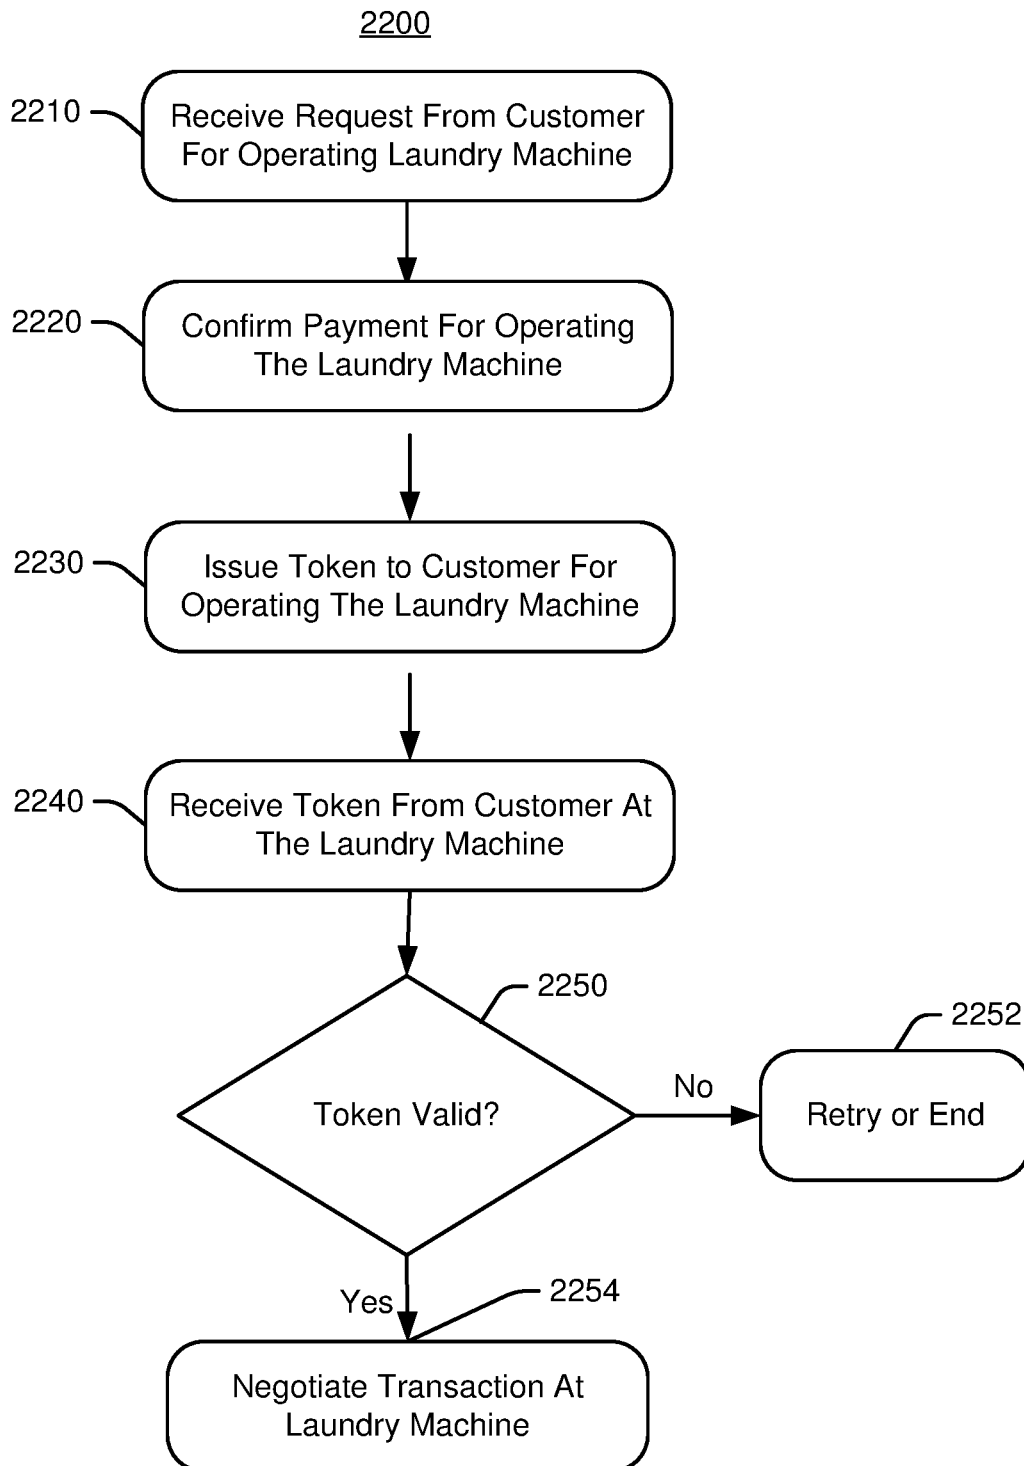 2200
2210
Receive Request From Customer
For Operating Laundry Machine
2220
Confirm Payment For Operating
The Laundry Machine
2230
Issue Token to Customer For
Operating The Laundry Machine
2240
Receive Token From Customer At
The Laundry Machine
2250
Token Valid?
No
2252
Retry or End
Yes
2254
Negotiate Transaction At
Laundry Machine